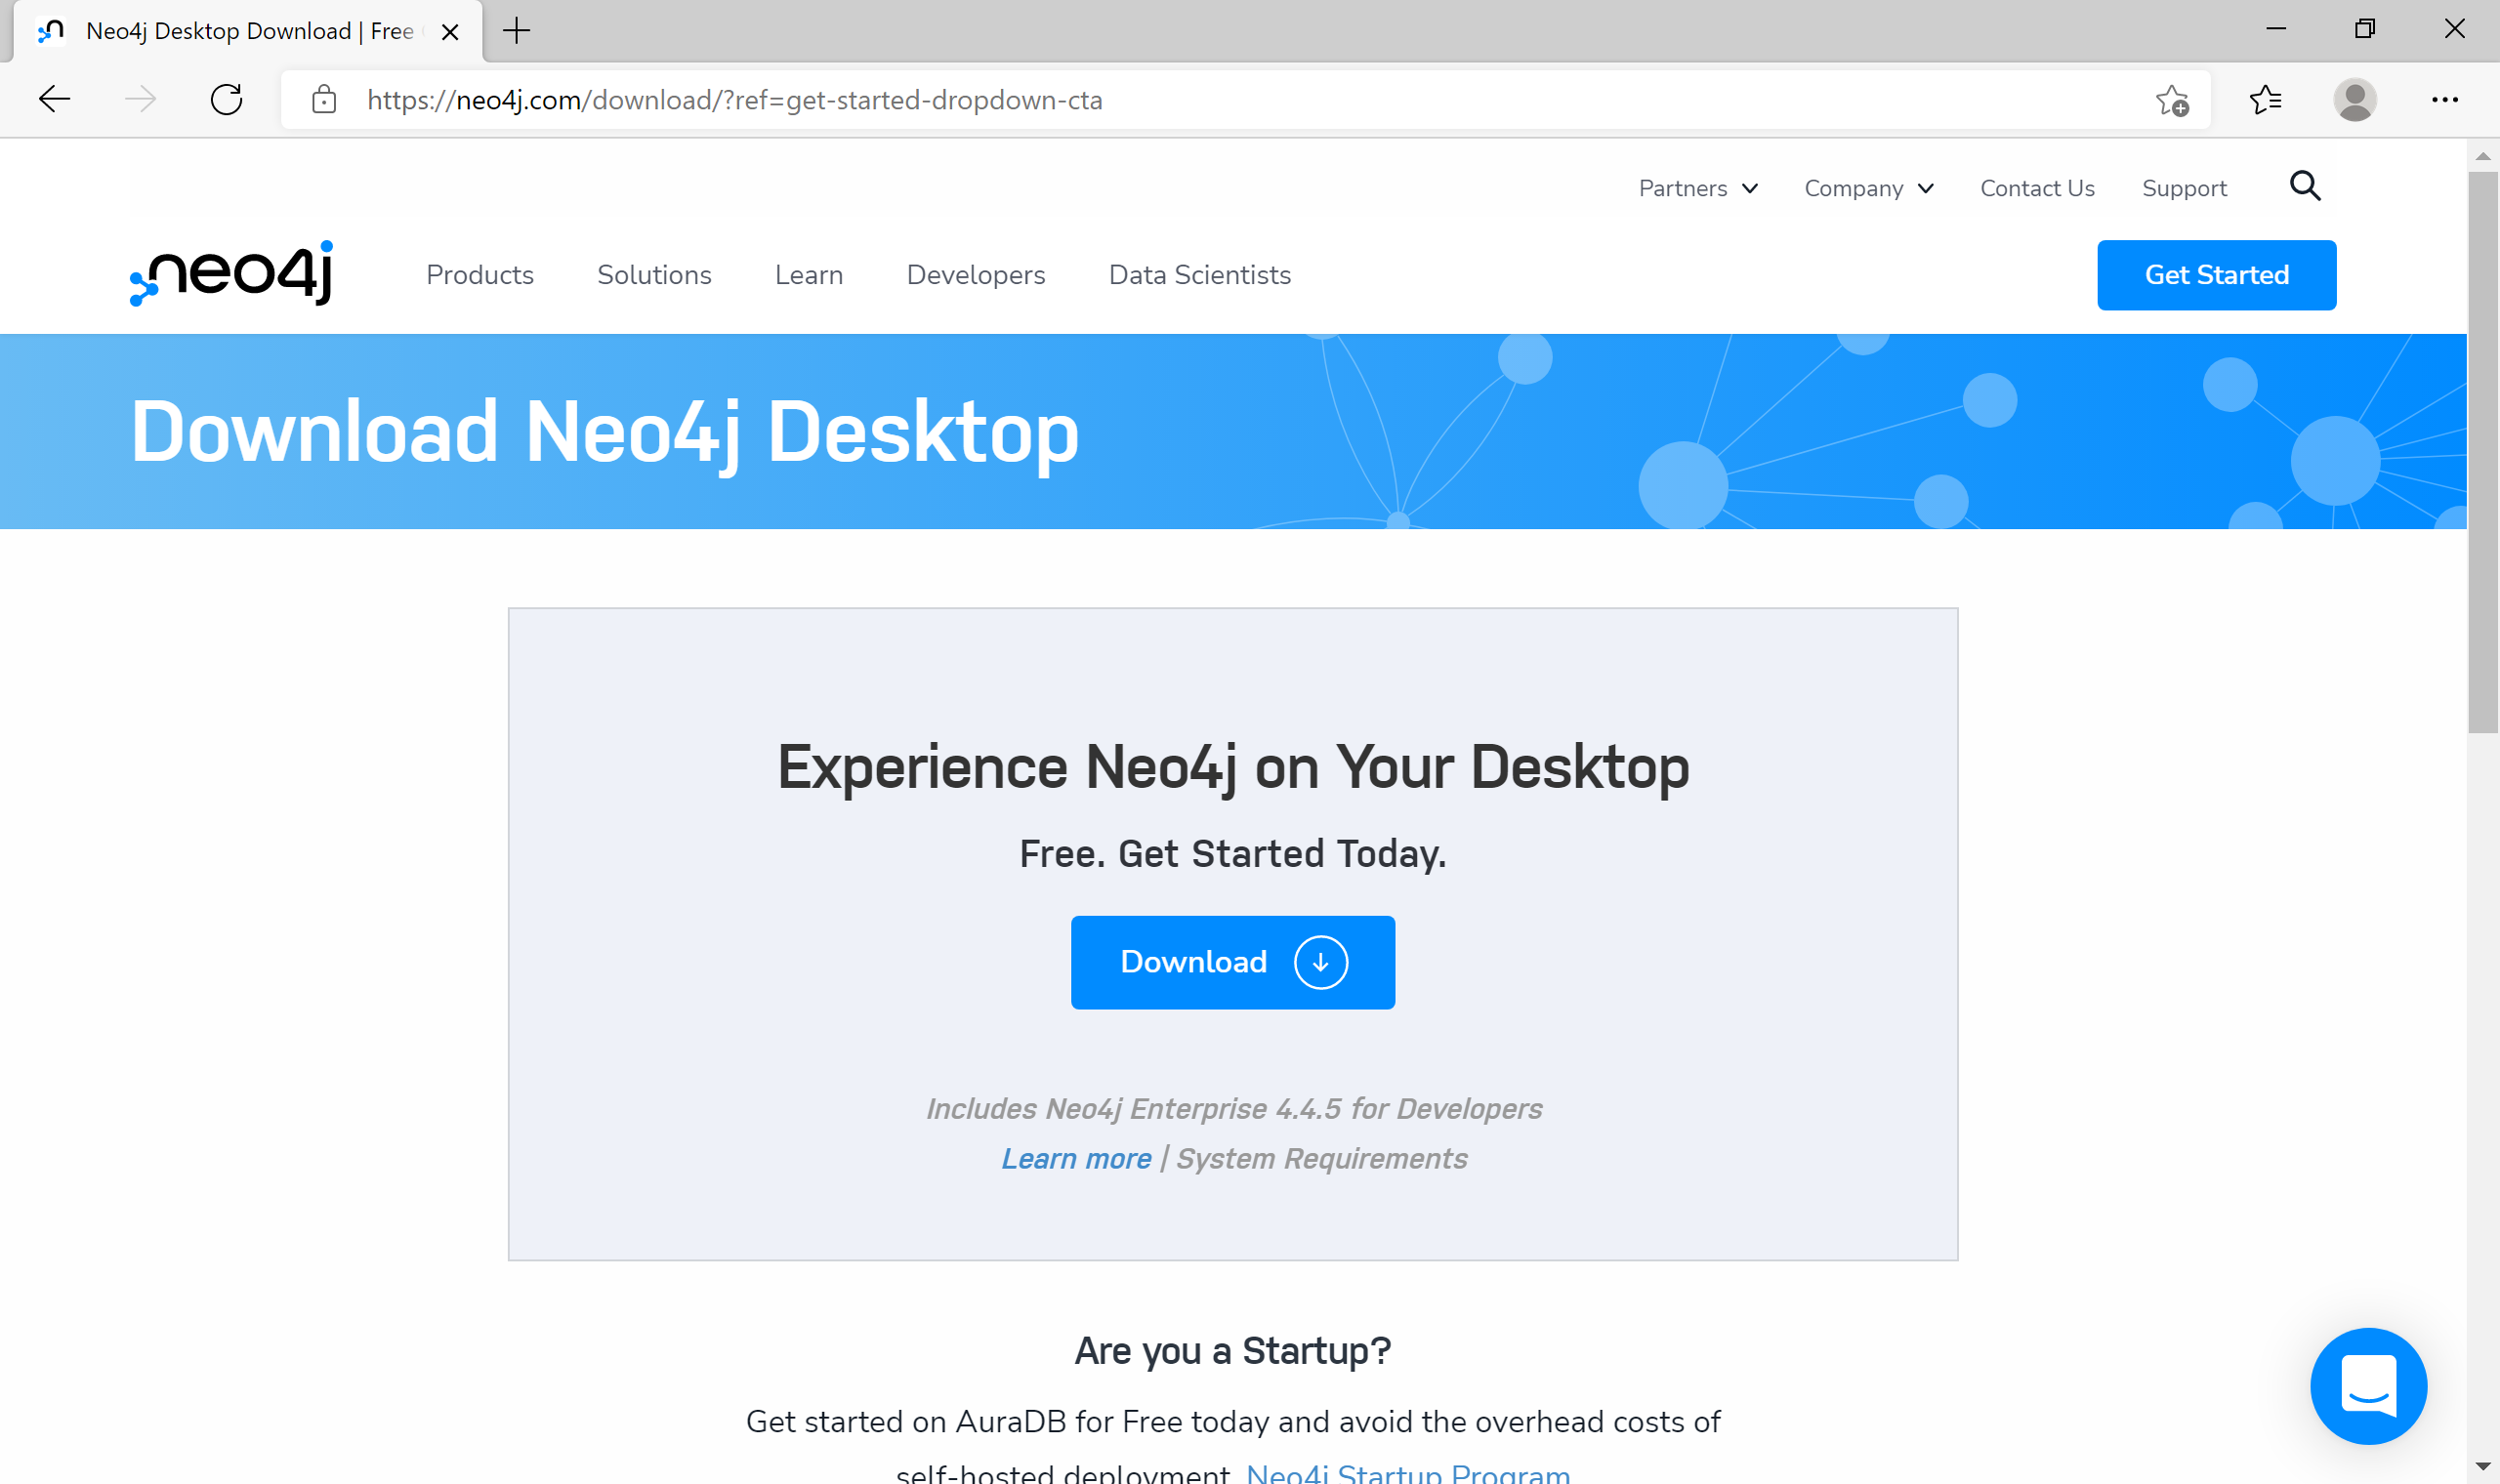 Neo4j Desktop Download | Free
https://neo4j.com/download/?ref=get-started-dropdown-cta
Partners Company Contact Us Support
neo4j Products Solutions Learn Developers Data Scientists Get Started
Download Neo4j Desktop
Experience Neo4j on Your Desktop
Free. Get Started Today.
Download
Includes Neo4j Enterprise 4.4.5 for Developers
Learn more | System Requirements
Are you a Startup?
Get started on AuraDB for Free today and avoid the overhead costs of
self-hosted deployment. Neo4j Startup Program